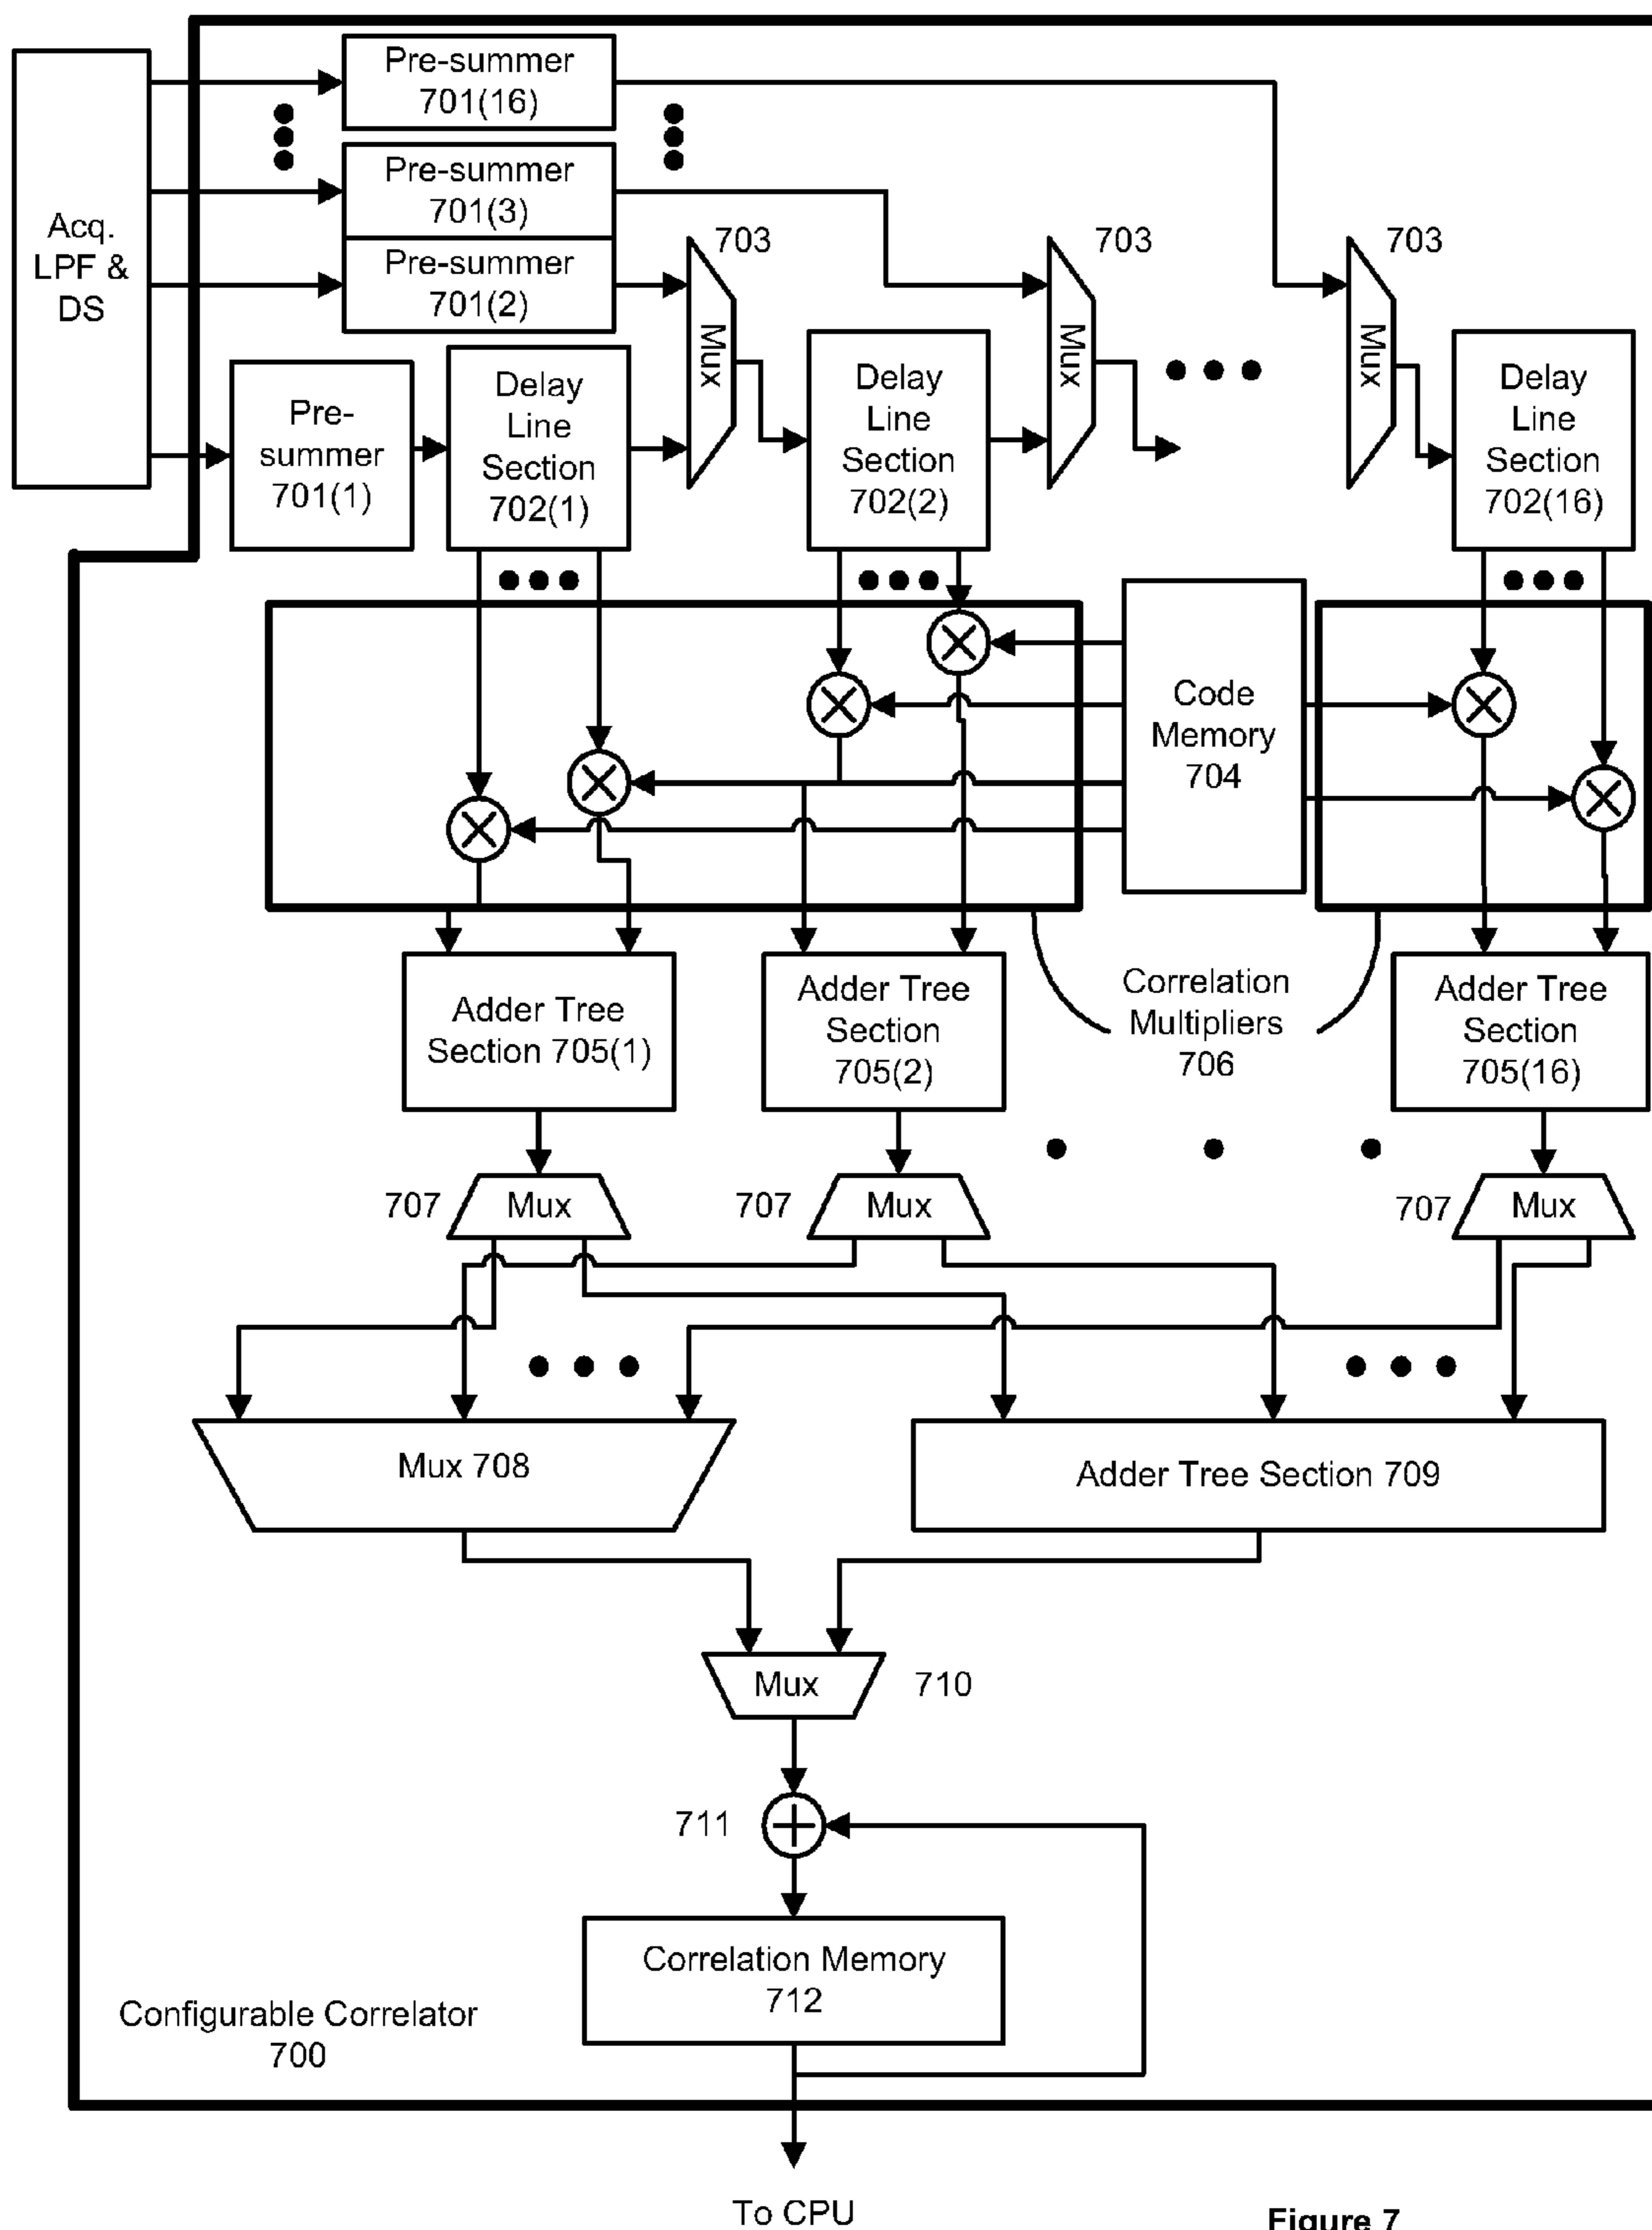 Pre-summer
701(16)
Pre-summer
701(3)
Pre-summer
701(2)
Acq.
LPF &
DS
703
703
703
Mux
Mux
Mux
Pre-
summer
701(1)
Delay
Line
Section
702(1)
Delay
Line
Section
702(2)
Delay
Line
Section
702(16)
Code
Memory
704
Adder Tree
Section 705(1)
Adder Tree
Section
705(2)
Correlation
Multipliers
706
Adder Tree
Section
705(16)
707
Mux
707
Mux
707
Mux
Mux 708
Adder Tree Section 709
Mux
710
711
Correlation Memory
712
Configurable Correlator
700
To CPU
Figure 7